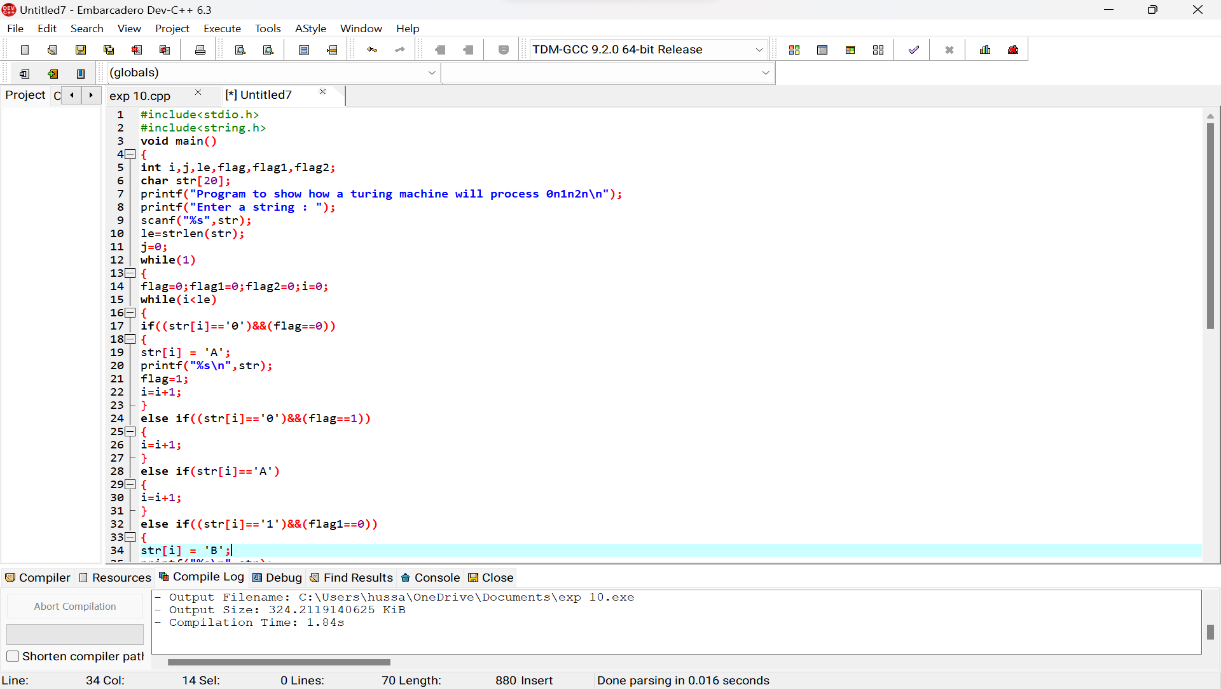 Untitled7 - Embarcadero Dev-C++ 6.3
File Edit Search View Project Execute Tools AStyle Window Help
TDM-GCC 9.2.0 64-bit Release
(globals)
Project C exp 10.cpp [*] Untitled7
1 #include<stdio.h>
2 #include<string.h>
3 void main()
4 {
5 int i,j,le,flag,flag1,flag2;
6 char str[20];
7 printf("Program to show how a turing machine will process 0n1n2n\n");
8 printf("Enter a string : ");
9 scanf("%s",str);
10 le=strlen(str);
11 j=0;
12 while(1)
13 {
14 flag=0;flag1=0;flag2=0;i=0;
15 while(i<le)
16 {
17 if((str[i]=='0')&&(flag==0))
18 {
19 str[i] = 'A';
20 printf("%s\n",str);
21 flag=1;
22 i=i+1;
23 }
24 else if((str[i]=='0')&&(flag==1))
25 {
26 i=i+1;
27 }
28 else if(str[i]=='A')
29 {
30 i=i+1;
31 }
32 else if((str[i]=='1')&&(flag1==0))
33 {
34 str[i] = 'B';
Compiler Resources Compile Log Debug Find Results Console Close
Abort Compilation
Shorten compiler path
- Output Filename: C:\Users\hussa\OneDrive\Documents\exp 10.exe
- Output Size: 324.2119140625 KiB
- Compilation Time: 1.84s
Line: 34 Col: 14 Sel: 0 Lines: 70 Length: 880 Insert Done parsing in 0.016 seconds